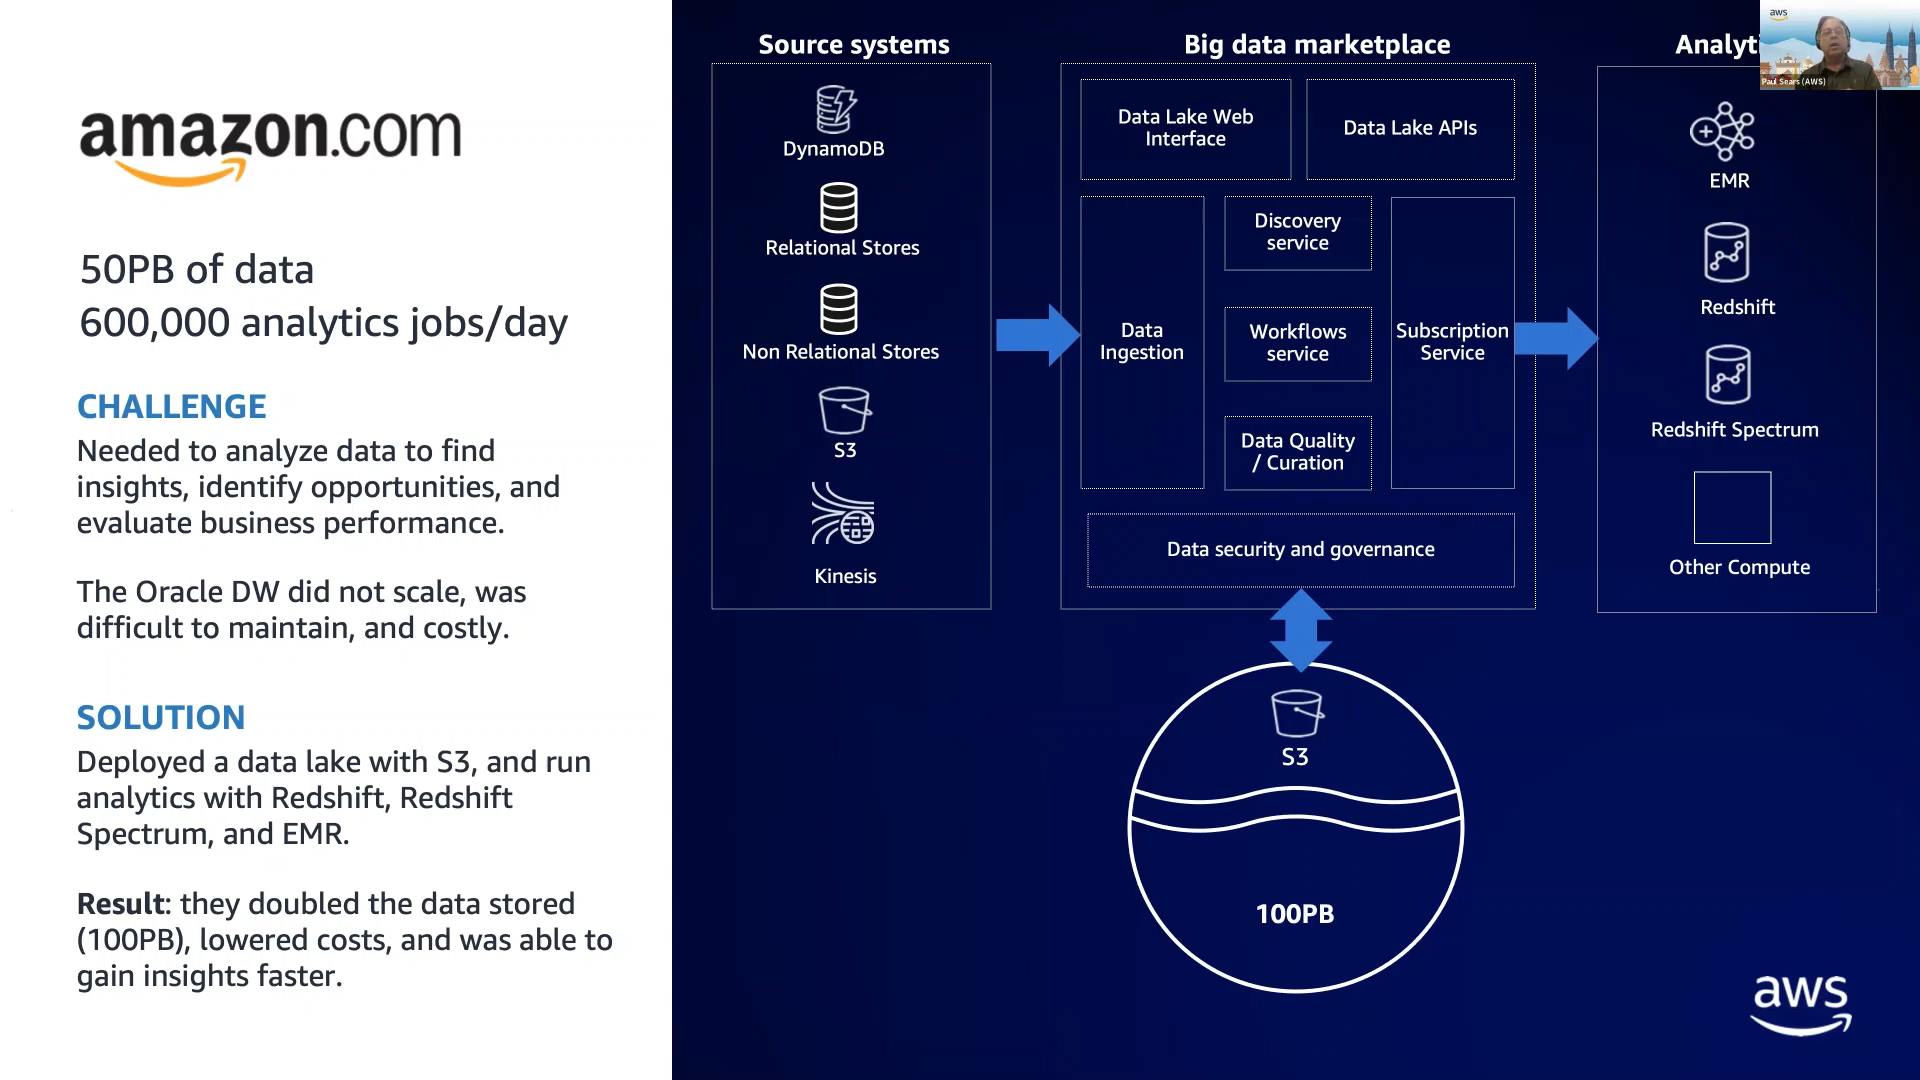 amazon.com
50PB of data
600,000 analytics jobs/day
CHALLENGE
Needed to analyze data to find
insights, identify opportunities, and
evaluate business performance.
The Oracle DW did not scale, was
difficult to maintain, and costly.
SOLUTION
Deployed a data lake with S3, and run
analytics with Redshift, Redshift
Spectrum, and EMR.
Result: they doubled the data stored
(100PB), lowered costs, and was able to
gain insights faster.
Source systems
DynamoDB
Relational Stores
Non Relational Stores
S3
Kinesis
Big data marketplace
Data Lake Web
Interface
Data Lake APIs
Data
Ingestion
Discovery
service
Workflows
service
Data Quality
/ Curation
Subscription
Service
Data security and governance
S3
100PB
Analyti
EMR
Redshift
Redshift Spectrum
Other Compute
aws
Paul Sears (AWS)
aws